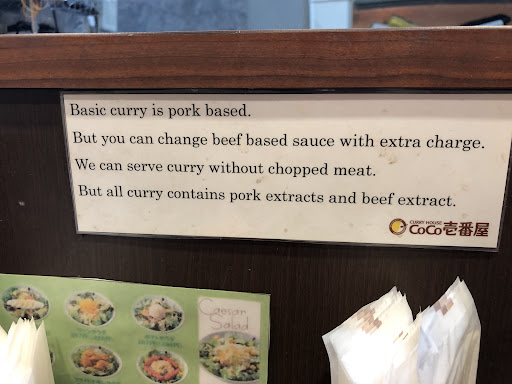 Basic curry is pork based.
But you can change beef based sauce with extra charge.
We can serve curry without chopped meat.
But all curry contains pork extracts and beef extract.
CURRY HOUSE
CoCo壱番屋
Caesar
Salad